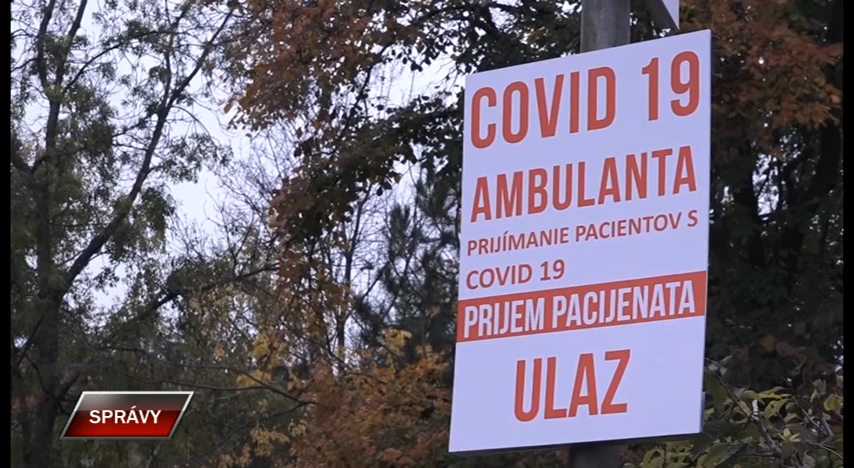 COVID 19
AMBULANTA
PRIJÍMANIE PACIENTOV S
COVID 19
PRIJEM PACIJENATA
ULAZ
SPRÁVY